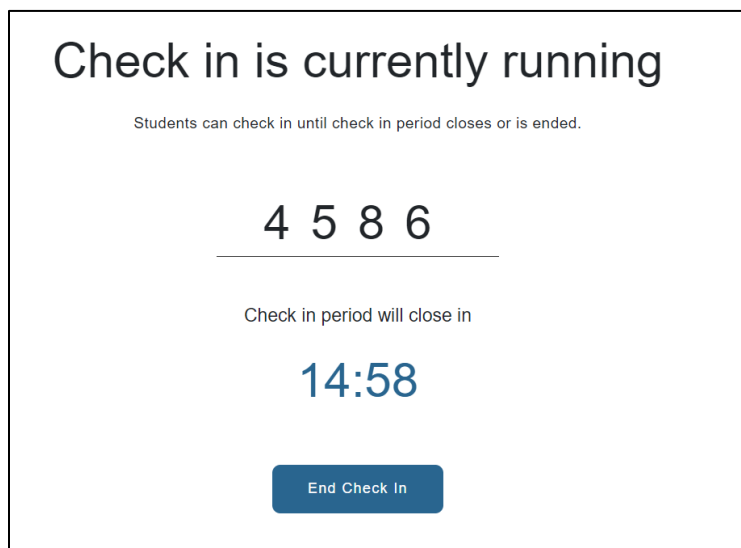 Check in is currently running
Students can check in until check in period closes or is ended.
4 5 8 6
Check in period will close in
14:58
End Check In